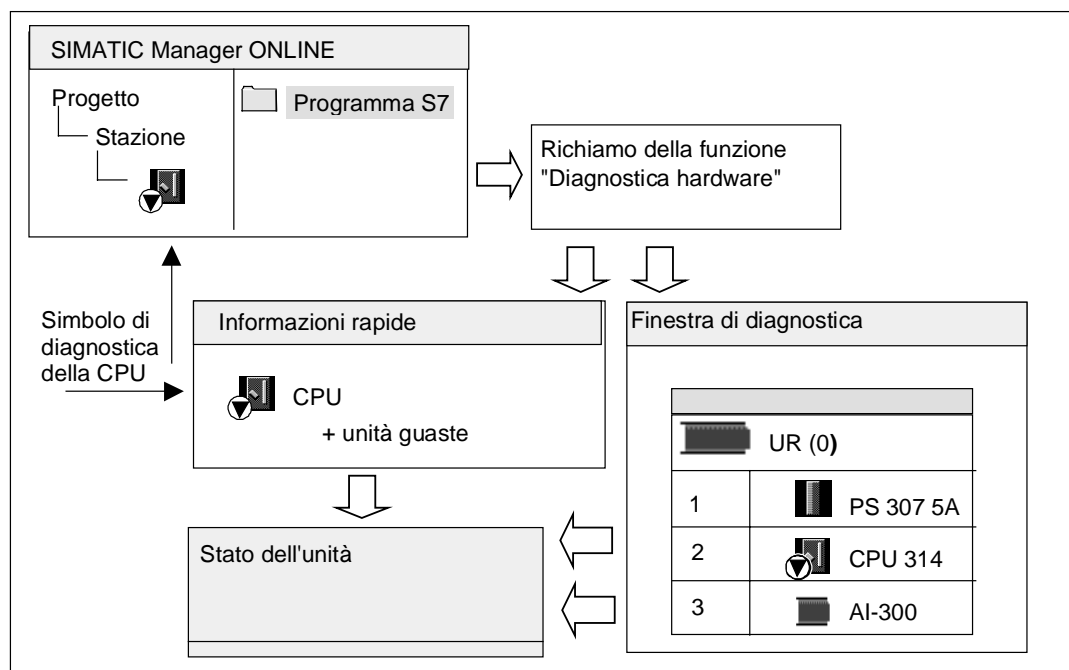 SIMATIC Manager ONLINE
Progetto
Stazione
Programma S7
Richiamo della funzione
"Diagnostica hardware"
Simbolo di
diagnostica
della CPU
Informazioni rapide
CPU
+ unità guaste
Finestra di diagnostica
UR (0)
1 PS 307 5A
2 CPU 314
3 AI-300
Stato dell'unità